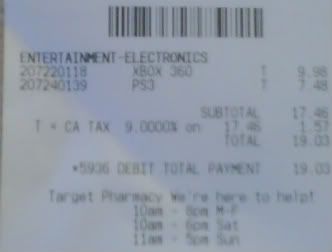 ENTERTAINMENT-ELECTRONICS
207220118 XBOX 360 T 9.98
207240139 PS3 T 7.48
SUBTOTAL 17.46
T = CA TAX 9.0000% on 17.46 1.57
TOTAL 19.03
*5936 DEBIT TOTAL PAYMENT 19.03
Target Pharmacy We're here to help!
10am - 8pm M-F
10am - 6pm Sat
11am - 5pm Sun